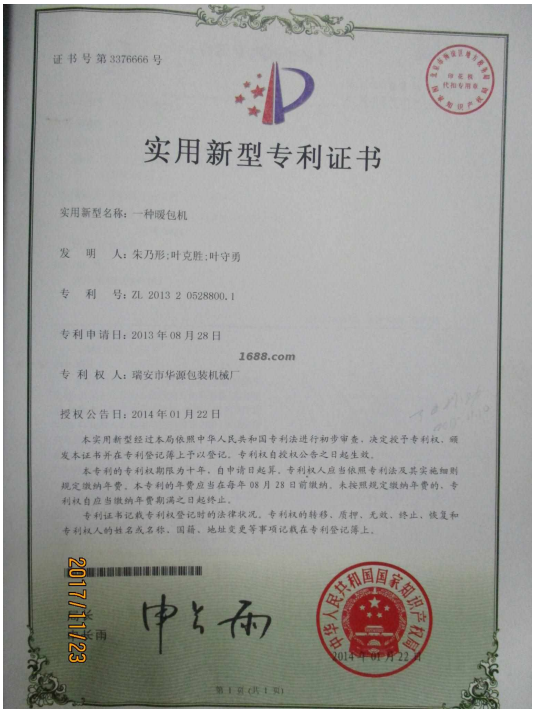 证书号第3376666号
实用新型专利证书
实用新型名称：一种暖包机
发 明 人：朱乃彤;叶克胜;叶守勇
专 利 号：ZL 2013 2 0528800.1
专利申请日：2013年08月28日
1688.com
专 利 权 人：瑞安市华源包装机械厂
授权公告日：2014年01月22日
本实用新型经过本局依照中华人民共和国专利法进行初步审查，决定授予专利权，颁
发本证书并在专利登记簿上予以登记。专利权自授权公告之日起生效。
本专利的专利权期限为十年，自申请日起算。专利权人应当依照专利法及其实施细则
规定缴纳年费。本专利的年费应当在每年08月28日前缴纳。未按照规定缴纳年费的，专
利权自应当缴纳年费期满之日起终止。
专利证书记载专利权登记时的法律状况。专利权的转移、质押、无效、终止、恢复和
专利权人的姓名或名称、国籍、地址变更等事项记载在专利登记簿上。
2017/11/23
长
长雨
申长雨
中华人民共和国国家知识产权局
2014年01月22日
第1页(共1页)